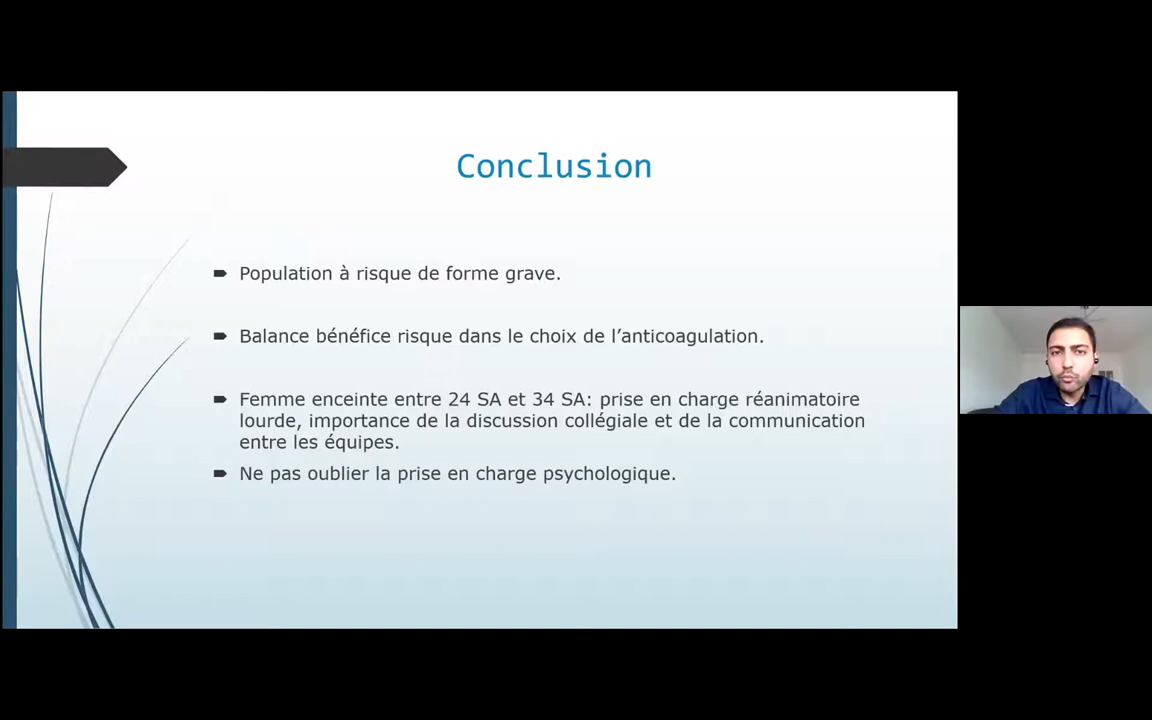 Conclusion
Population à risque de forme grave.
Balance bénéfice risque dans le choix de l’anticoagulation.
Femme enceinte entre 24 SA et 34 SA: prise en charge réanimatoire
lourde, importance de la discussion collégiale et de la communication
entre les équipes.
Ne pas oublier la prise en charge psychologique.